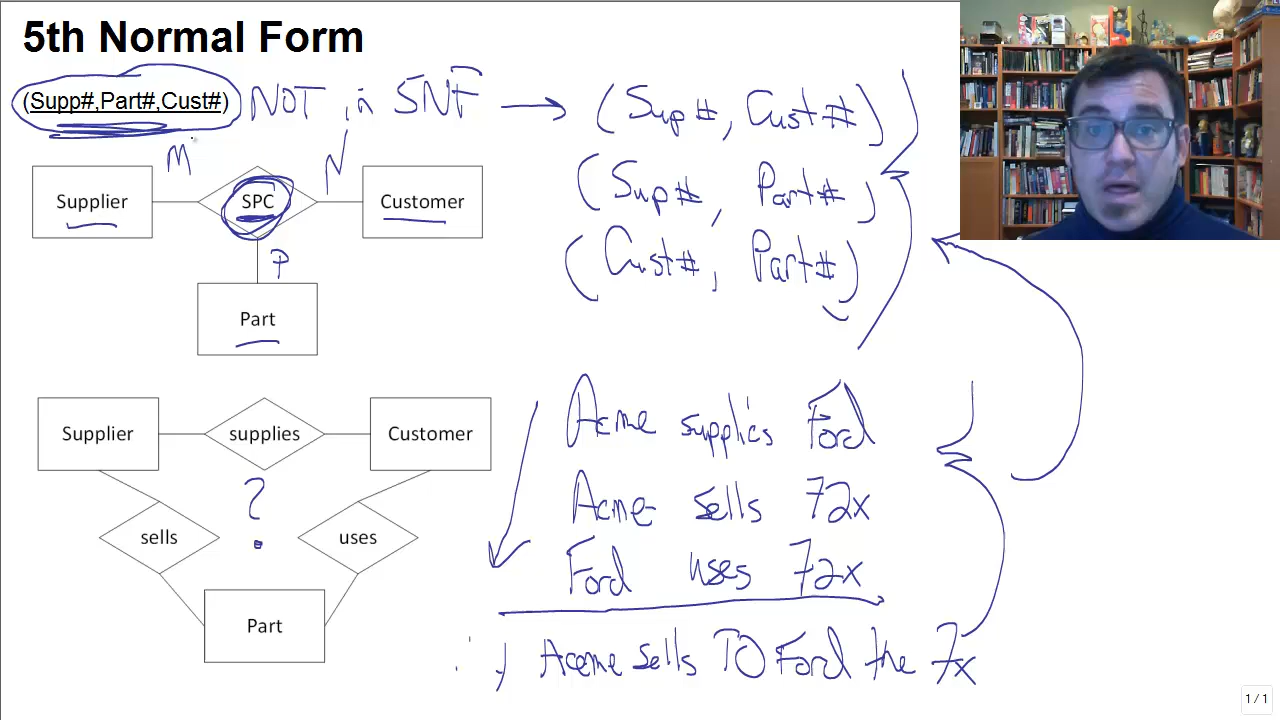 5th Normal Form
(Supp#,Part#,Cust#) NOT in 5NF → (Sup#, Cust#)
(Sup#, Part#)
(Cust#, Part#)
M
N
Supplier
SPC
Customer
P
Part
Supplier
supplies
Customer
?
sells
uses
Part
Acme supplies Ford
Acme sells 72x
Ford uses 72x
∴ Acme sells TO Ford the 7x
1 / 1